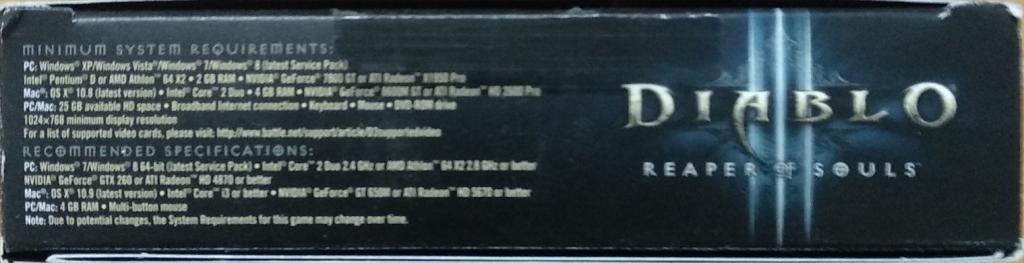 MINIMUM SYSTEM REQUIREMENTS:
PC: Windows® XP/Windows Vista®/Windows® 7/Windows® 8 (latest Service Pack)
Intel® Pentium® D or AMD Athlon™ 64 X2 • 2 GB RAM • NVIDIA® GeForce® 7800 GT or ATI Radeon™ X1950 Pro
Mac®: OS X® 10.8 (latest version) • Intel® Core™ 2 Duo • 4 GB RAM • NVIDIA® GeForce® 8600M GT or ATI Radeon™ HD 2600 Pro
PC/Mac: 25 GB available HD space • Broadband Internet connection • Keyboard • Mouse • DVD-ROM drive
1024×768 minimum display resolution
For a list of supported video cards, please visit: http://www.battle.net/support/article/D3supportedvideo
RECOMMENDED SPECIFICATIONS:
PC: Windows® 7/Windows® 8 64-bit (latest Service Pack) • Intel® Core™ 2 Duo 2.4 GHz or AMD Athlon™ 64 X2 2.8 GHz or better
NVIDIA® GeForce® GTX 260 or ATI Radeon™ HD 4870 or better
Mac®: OS X® 10.9 (latest version) • Intel® Core™ i3 or better • NVIDIA® GeForce® GT 650M or ATI Radeon™ HD 5670 or better
PC/Mac: 4 GB RAM • Multi-button mouse
Note: Due to potential changes, the System Requirements for this game may change over time.
DIABLO
REAPER OF SOULS